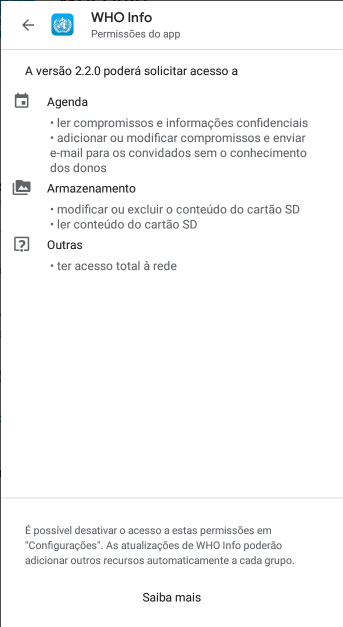 WHO Info
Permissões do app
A versão 2.2.0 poderá solicitar acesso a
Agenda
• ler compromissos e informações confidenciais
• adicionar ou modificar compromissos e enviar
e-mail para os convidados sem o conhecimento
dos donos
Armazenamento
• modificar ou excluir o conteúdo do cartão SD
• ler conteúdo do cartão SD
Outras
• ter acesso total à rede
É possível desativar o acesso a estas permissões em
"Configurações". As atualizações de WHO Info poderão
adicionar outros recursos automaticamente a cada grupo.
Saiba mais